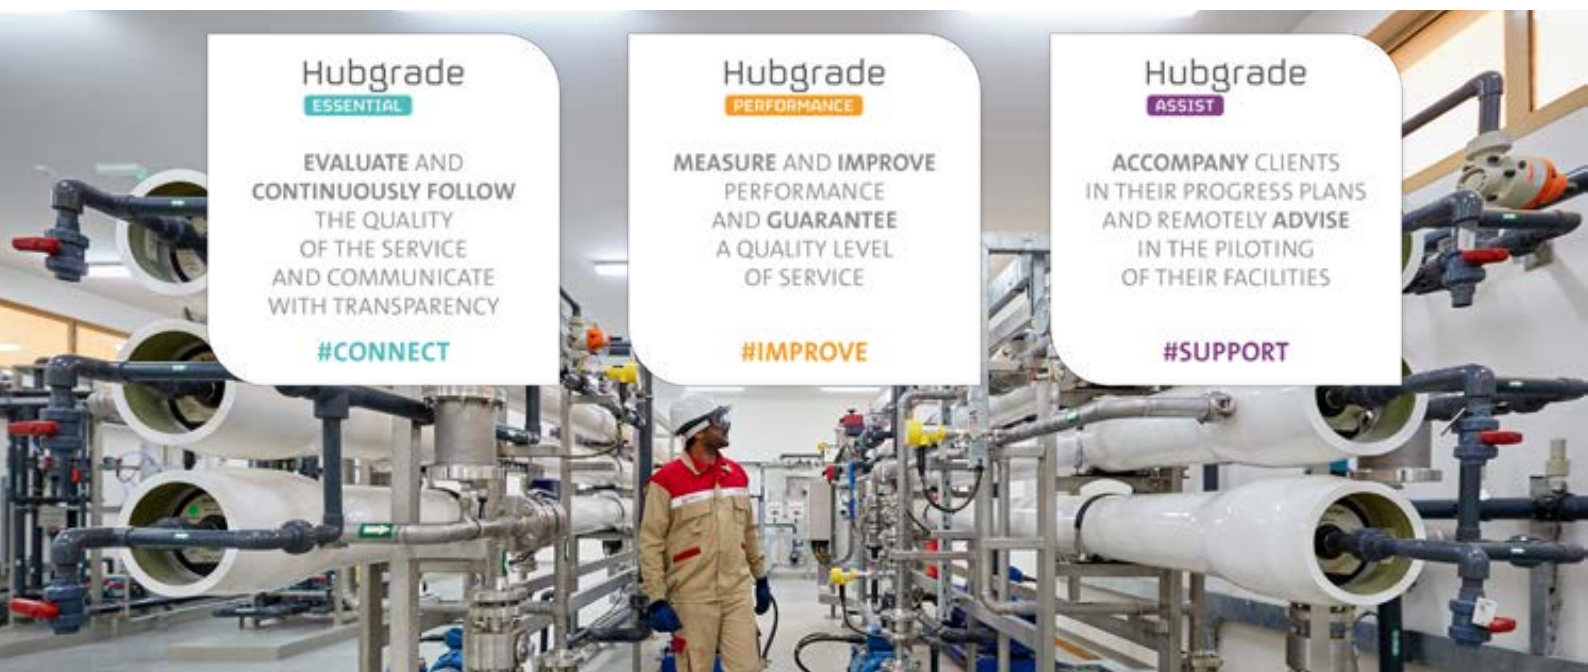 Hubgrade
ESSENTIAL
EVALUATE AND
CONTINUOUSLY FOLLOW
THE QUALITY
OF THE SERVICE
AND COMMUNICATE
WITH TRANSPARENCY
#CONNECT
Hubgrade
PERFORMANCE
MEASURE AND IMPROVE
PERFORMANCE
AND GUARANTEE
A QUALITY LEVEL
OF SERVICE
#IMPROVE
Hubgrade
ASSIST
ACCOMPANY CLIENTS
IN THEIR PROGRESS PLANS
AND REMOTELY ADVISE
IN THE PILOTING
OF THEIR FACILITIES
#SUPPORT